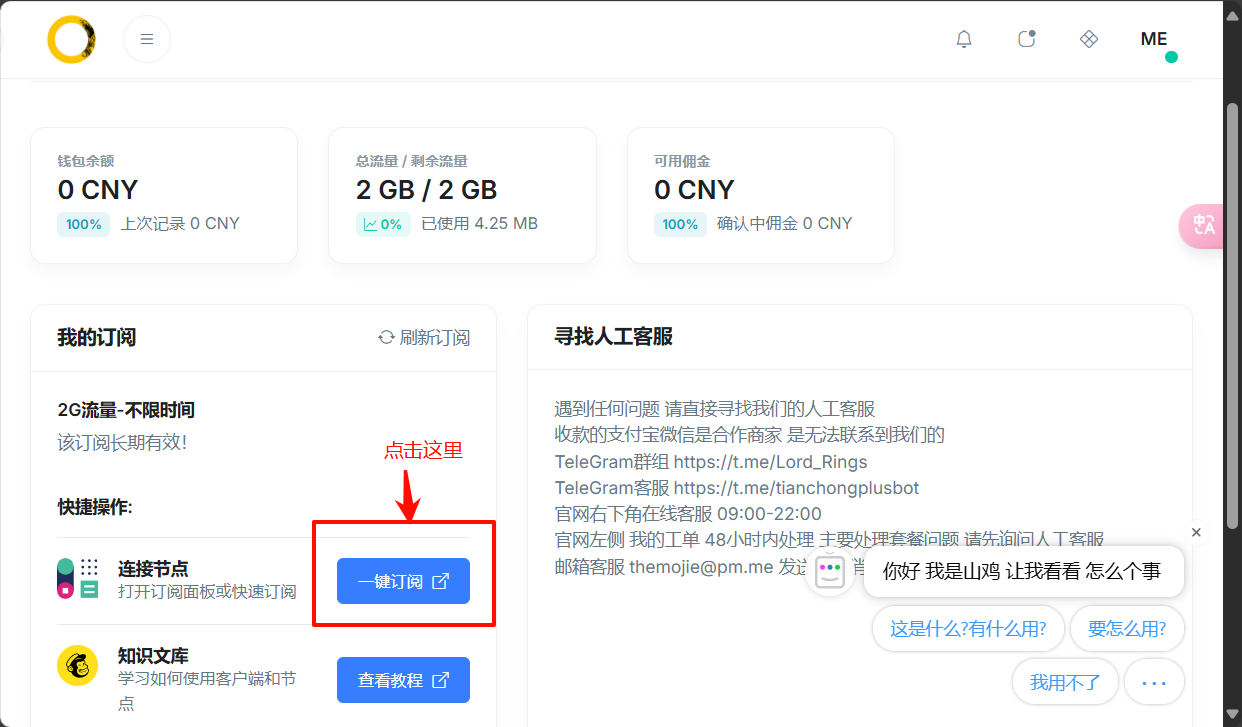 ME
钱包余额
0 CNY
100% 上次记录 0 CNY
总流量 / 剩余流量
2 GB / 2 GB
0% 已使用 4.25 MB
可用佣金
0 CNY
100% 确认中佣金 0 CNY
中
A
我的订阅
刷新订阅
2G流量-不限时间
该订阅长期有效!
点击这里
快捷操作:
连接节点
打开订阅面板或快速订阅
一键订阅
知识文库
学习如何使用客户端和节
点
查看教程
寻找人工客服
遇到任何问题 请直接寻找我们的人工客服
收款的支付宝微信是合作商家 是无法联系到我们的
TeleGram群组 https://t.me/Lord_Rings
TeleGram客服 https://t.me/tianchongplusbot
官网右下角在线客服 09:00-22:00
官网左侧 我的工单 48小时内处理 主要处理套餐问题 请先询问人工客服
邮箱客服 themojie@pm.me 发送
你好 我是山鸡 让我看看 怎么个事
这是什么?有什么用?
要怎么用?
我用不了
...